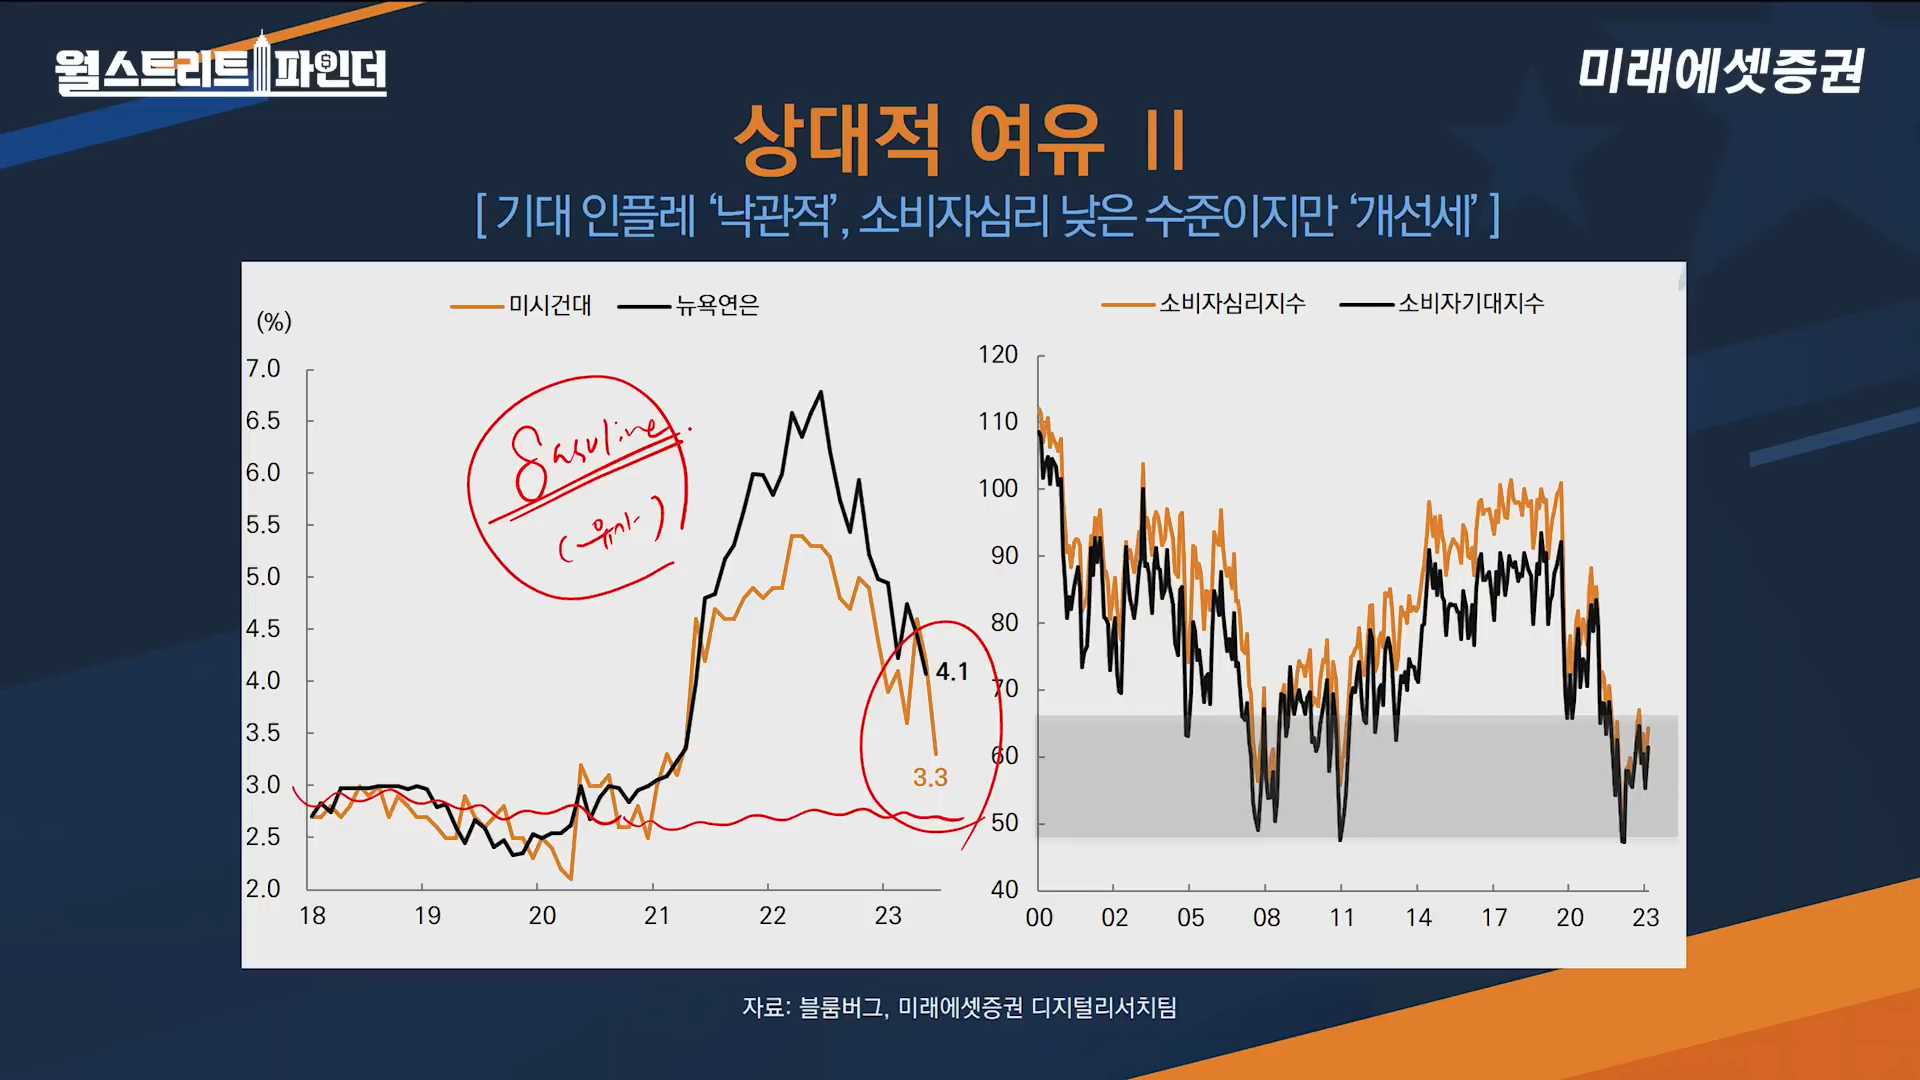 월스트리트 파인더
미래에셋증권
상대적 여유 Ⅱ
[ 기대 인플레 ‘낙관적’, 소비자심리 낮은 수준이지만 ‘개선세’ ]
미시건대 뉴욕연은
(%)
7.0
6.5
6.0
5.5
5.0
4.5
4.0
3.5
3.0
2.5
2.0
18 19 20 21 22 23
4.1
3.3
Gasoline
(유가)
소비자심리지수 소비자기대지수
120
110
100
90
80
70
60
50
40
00 02 05 08 11 14 17 20 23
자료: 블룸버그, 미래에셋증권 디지털리서치팀